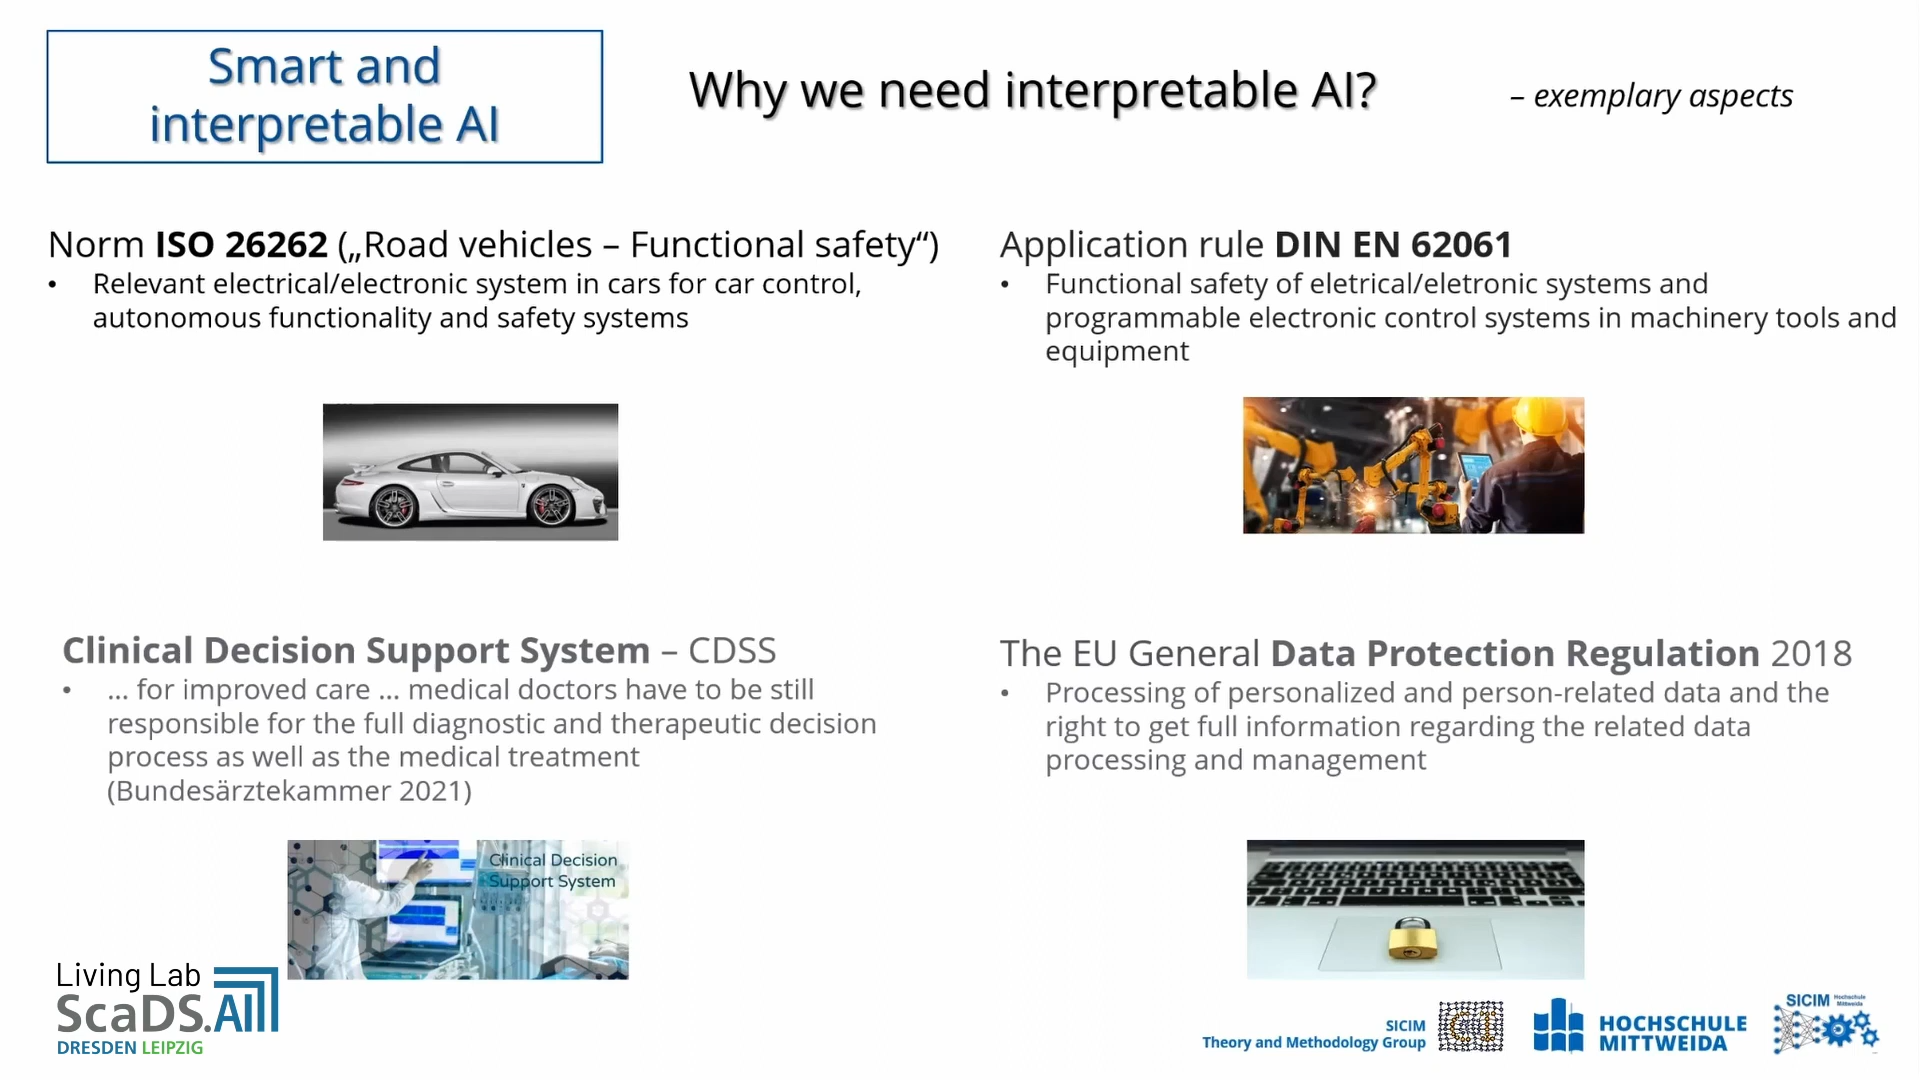 Smart and
interpretable AI
Why we need interpretable AI?
– exemplary aspects
Norm ISO 26262 („Road vehicles – Functional safety“)
• Relevant electrical/electronic system in cars for car control,
autonomous functionality and safety systems
Application rule DIN EN 62061
• Functional safety of eletrical/eletronic systems and
programmable electronic control systems in machinery tools and
equipment
Clinical Decision Support System – CDSS
• ... for improved care ... medical doctors have to be still
responsible for the full diagnostic and therapeutic decision
process as well as the medical treatment
(Bundesärztekammer 2021)
The EU General Data Protection Regulation 2018
• Processing of personalized and person-related data and the
right to get full information regarding the related data
processing and management
Clinical Decision
Support System
Living Lab
ScaDS.AI
DRESDEN LEIPZIG
SICIM
Theory and Methodology Group
CI
HOCHSCHULE
MITTWEIDA
SICIM Hochschule
Mittweida